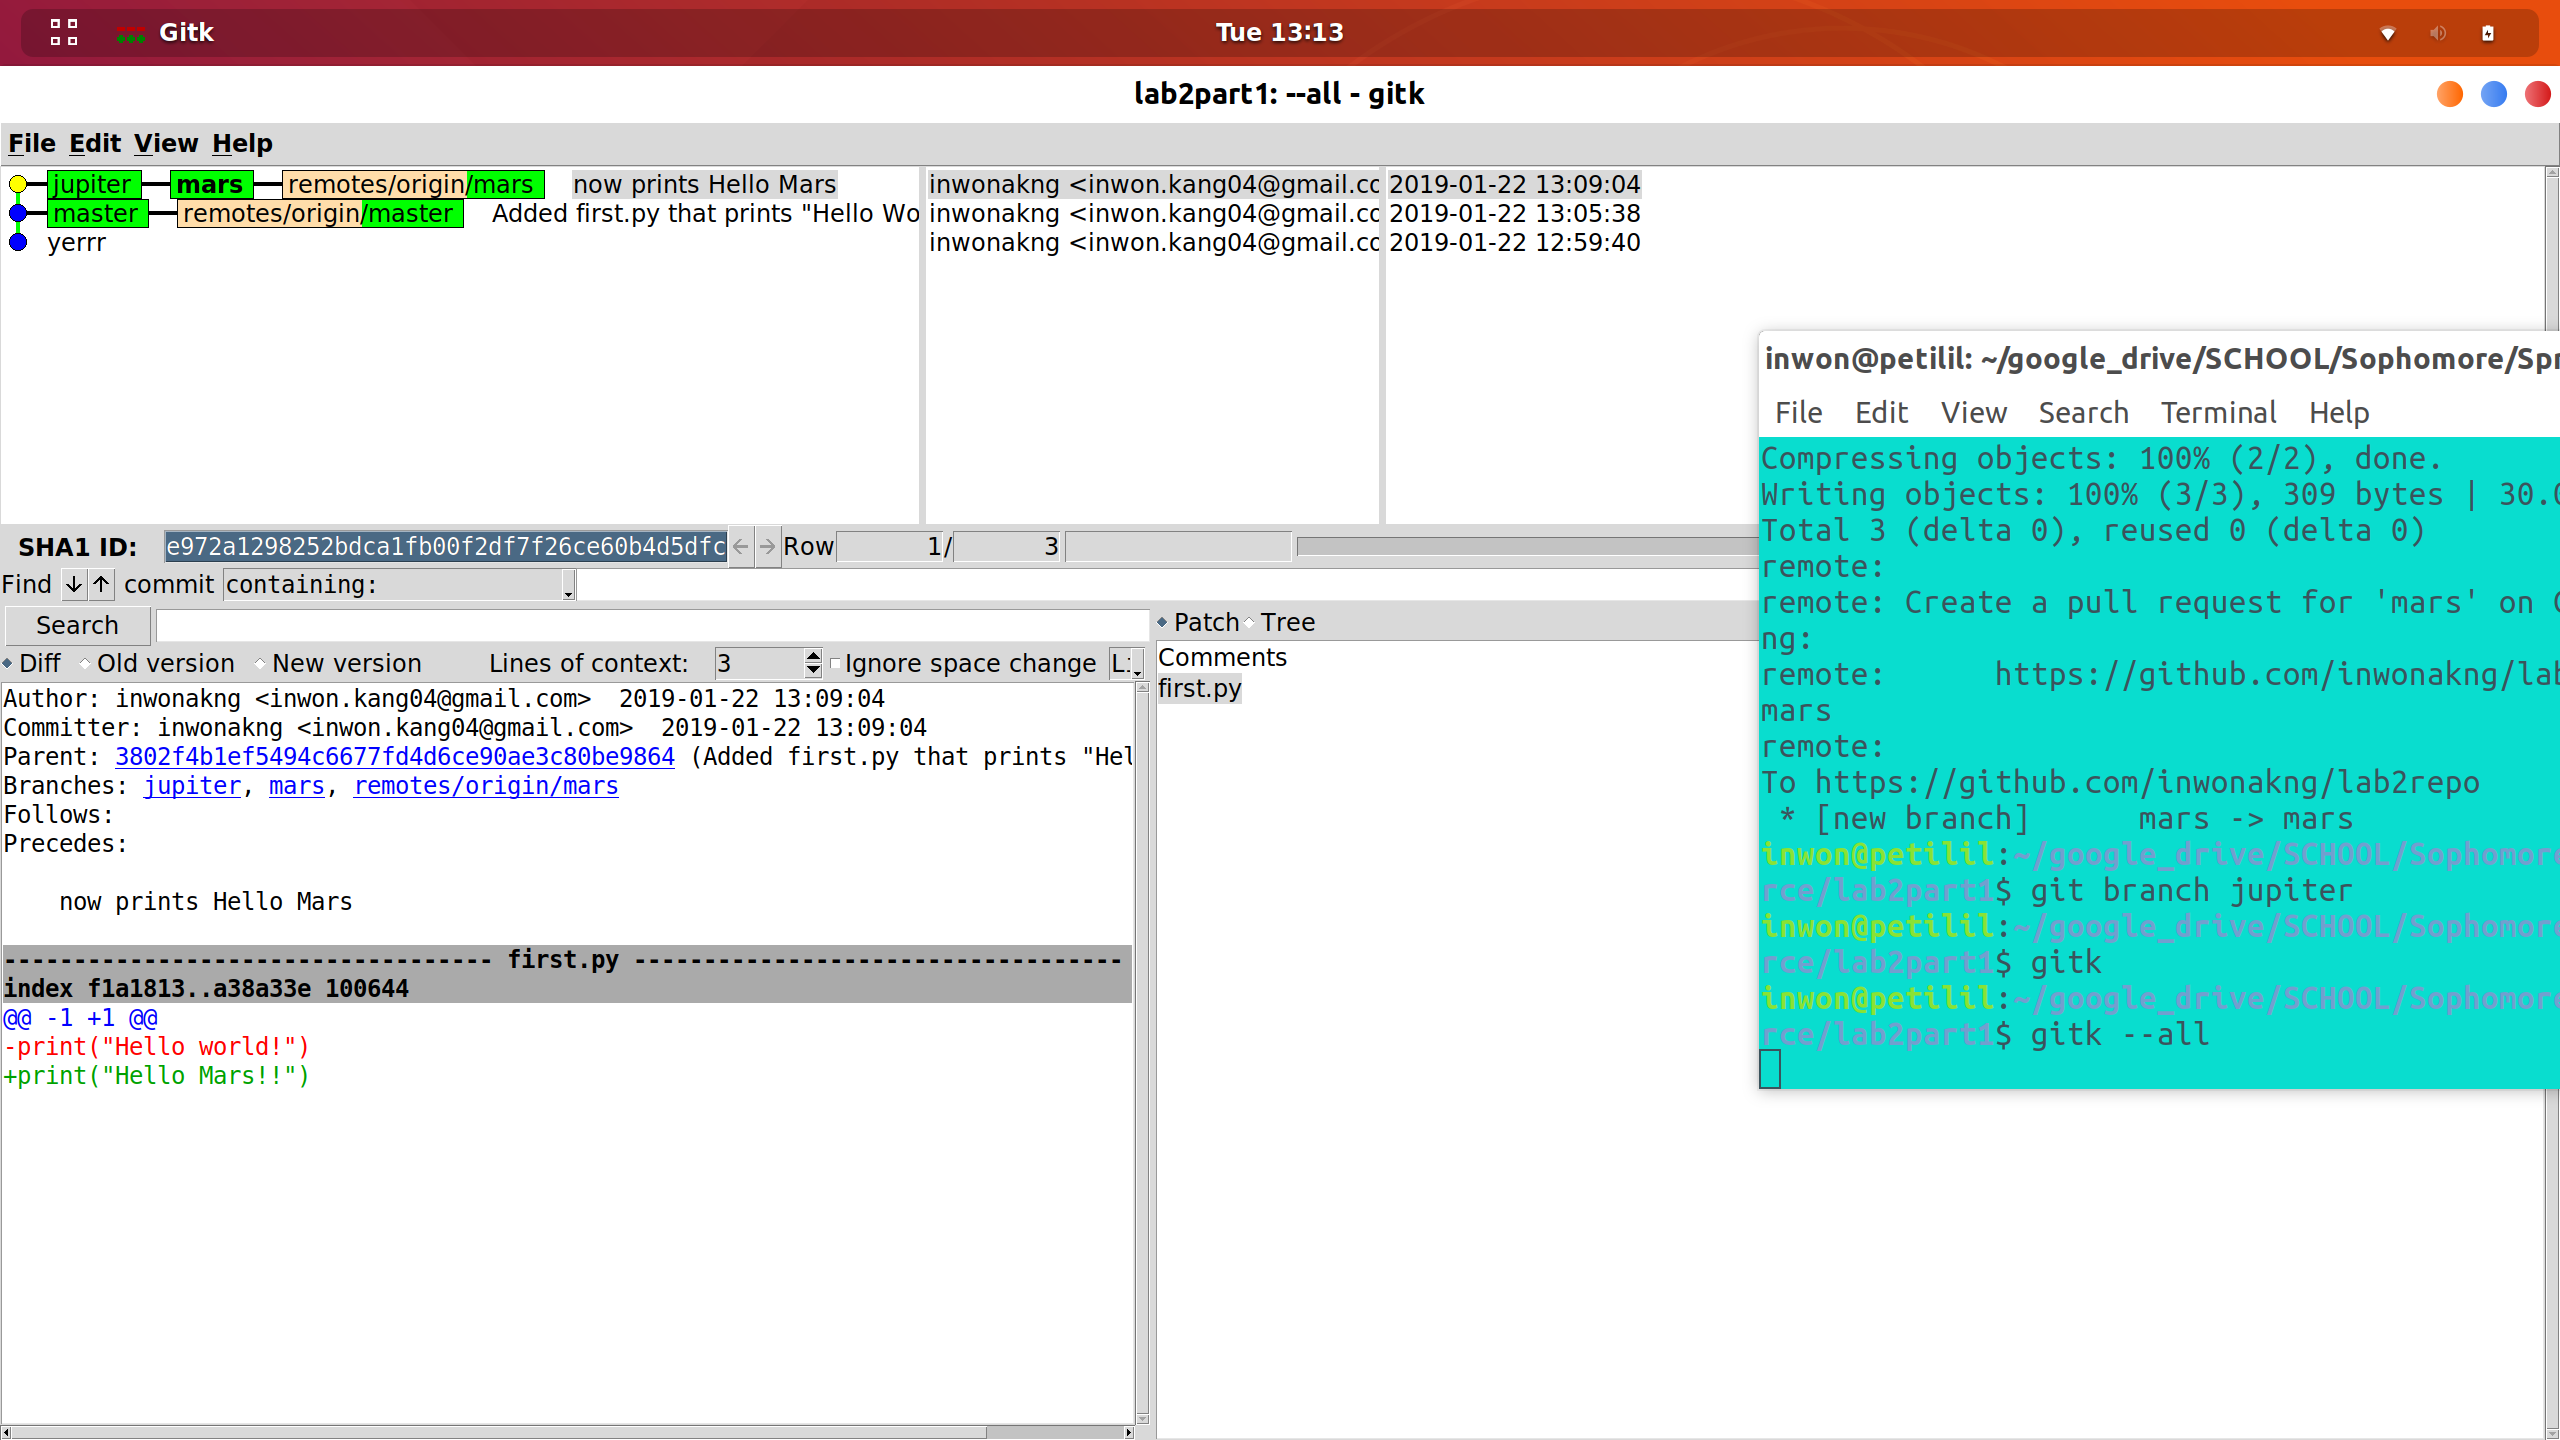 Gitk
Tue 13:13
lab2part1: --all - gitk
File Edit View Help
jupiter mars remotes/origin/mars now prints Hello Mars inwonakng <inwon.kang04@gmail.co 2019-01-22 13:09:04
master remotes/origin/master Added first.py that prints "Hello Wo inwonakng <inwon.kang04@gmail.co 2019-01-22 13:05:38
yerrr inwonakng <inwon.kang04@gmail.co 2019-01-22 12:59:40
SHA1 ID: e972a1298252bdca1fb00f2df7f26ce60b4d5dfc Row 1 / 3
Find commit containing:
Search
Diff Old version New version Lines of context: 3 Ignore space change
Author: inwonakng <inwon.kang04@gmail.com> 2019-01-22 13:09:04
Committer: inwonakng <inwon.kang04@gmail.com> 2019-01-22 13:09:04
Parent: 3802f4b1ef5494c6677fd4d6ce90ae3c80be9864 (Added first.py that prints "Hel
Branches: jupiter, mars, remotes/origin/mars
Follows:
Precedes:
now prints Hello Mars
----------------------------------- first.py -----------------------------------
index f1a1813..a38a33e 100644
@@ -1 +1 @@
-print("Hello world!")
+print("Hello Mars!!")
Patch Tree
Comments
first.py
inwon@petilil: ~/google_drive/SCHOOL/Sophomore/Spr
File Edit View Search Terminal Help
Compressing objects: 100% (2/2), done.
Writing objects: 100% (3/3), 309 bytes | 30.
Total 3 (delta 0), reused 0 (delta 0)
remote:
remote: Create a pull request for 'mars' on
ng:
remote: https://github.com/inwonakng/lab
mars
remote:
To https://github.com/inwonakng/lab2repo
* [new branch] mars -> mars
inwon@petilil:~/google_drive/SCHOOL/Sophomore
rce/lab2part1$ git branch jupiter
inwon@petilil:~/google_drive/SCHOOL/Sophomore
rce/lab2part1$ gitk
inwon@petilil:~/google_drive/SCHOOL/Sophomore
rce/lab2part1$ gitk --all